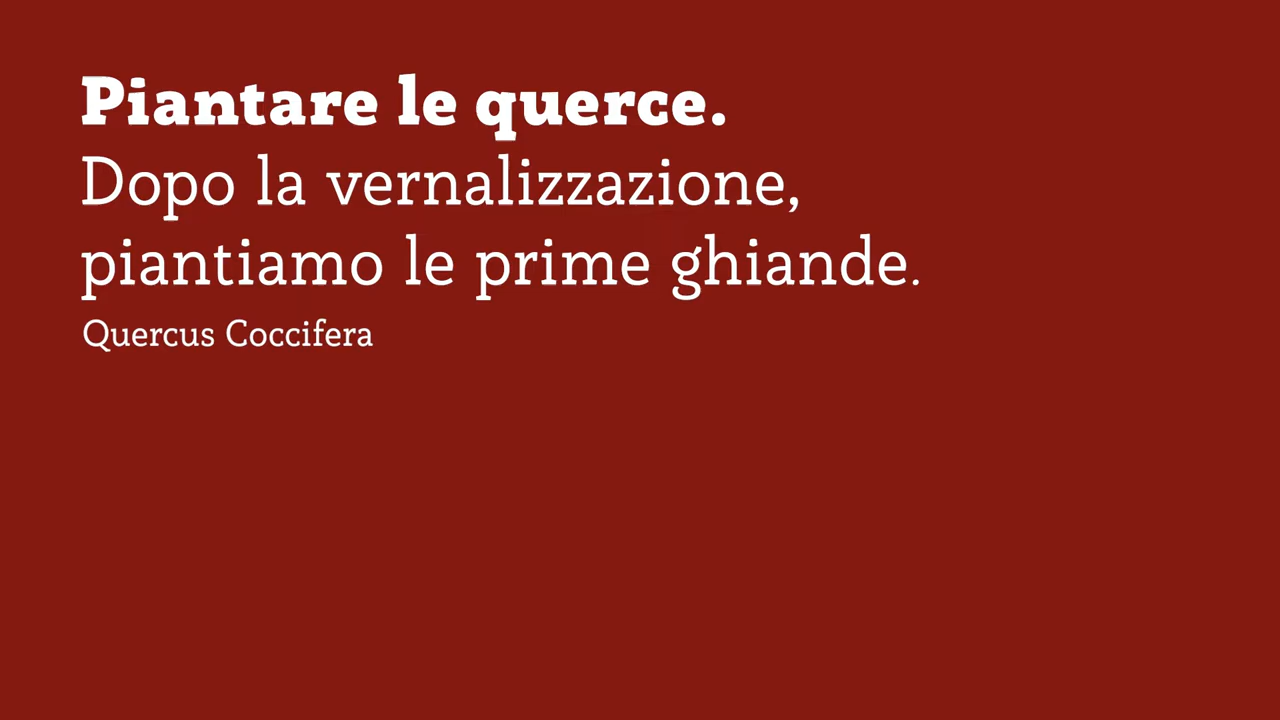 Piantare le querce.
Dopo la vernalizzazione,
piantiamo le prime ghiande.
Quercus Coccifera